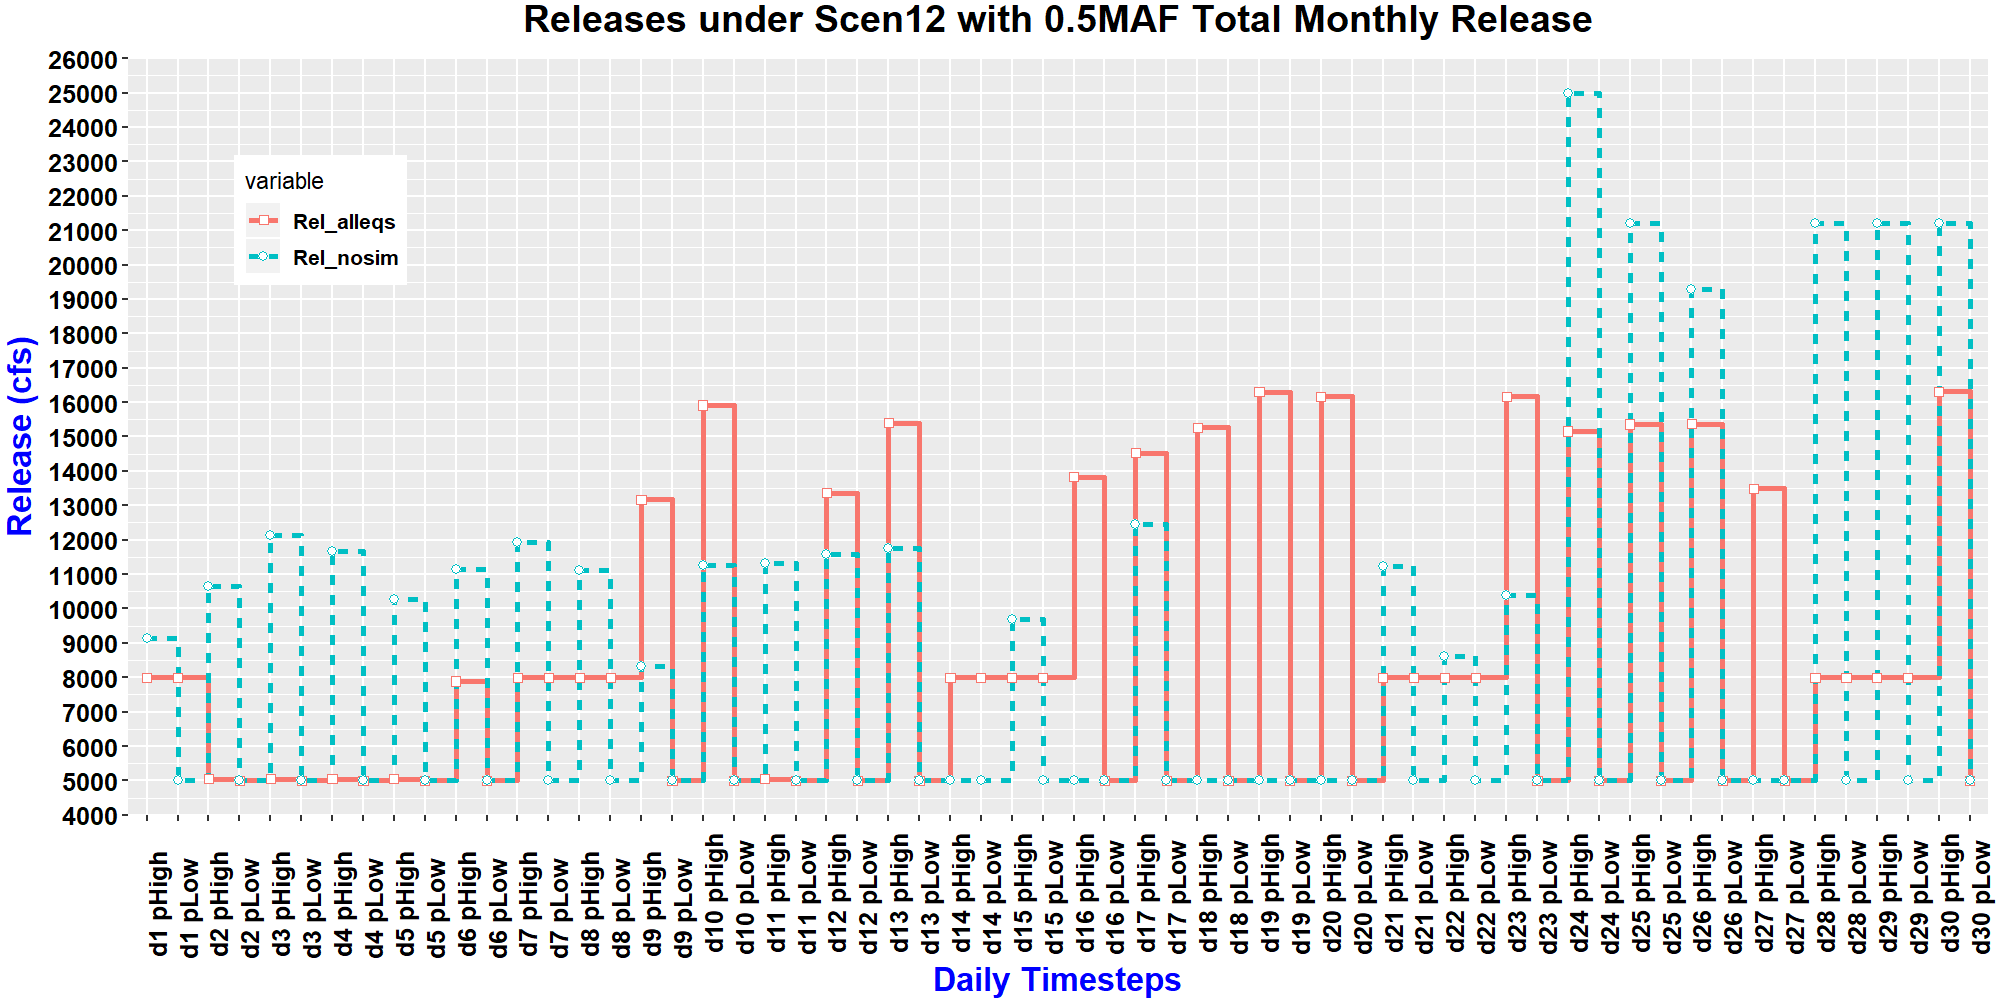 Releases under Scen12 with 0.5MAF Total Monthly Release
26000
25000
24000
23000
22000
21000
20000
19000
18000
17000
16000
15000
14000
13000
12000
11000
10000
9000
8000
7000
6000
5000
4000
Release (cfs)
variable
Rel_alleqs
Rel_nosim
d1 pHigh
d1 pLow
d2 pHigh
d2 pLow
d3 pHigh
d3 pLow
d4 pHigh
d4 pLow
d5 pHigh
d5 pLow
d6 pHigh
d6 pLow
d7 pHigh
d7 pLow
d8 pHigh
d8 pLow
d9 pHigh
d9 pLow
d10 pHigh
d10 pLow
d11 pHigh
d11 pLow
d12 pHigh
d12 pLow
d13 pHigh
d13 pLow
d14 pHigh
d14 pLow
d15 pHigh
d15 pLow
d16 pHigh
d16 pLow
d17 pHigh
d17 pLow
d18 pHigh
d18 pLow
d19 pHigh
d19 pLow
d20 pHigh
d20 pLow
d21 pHigh
d21 pLow
d22 pHigh
d22 pLow
d23 pHigh
d23 pLow
d24 pHigh
d24 pLow
d25 pHigh
d25 pLow
d26 pHigh
d26 pLow
d27 pHigh
d27 pLow
d28 pHigh
d28 pLow
d29 pHigh
d29 pLow
d30 pHigh
d30 pLow
Daily Timesteps